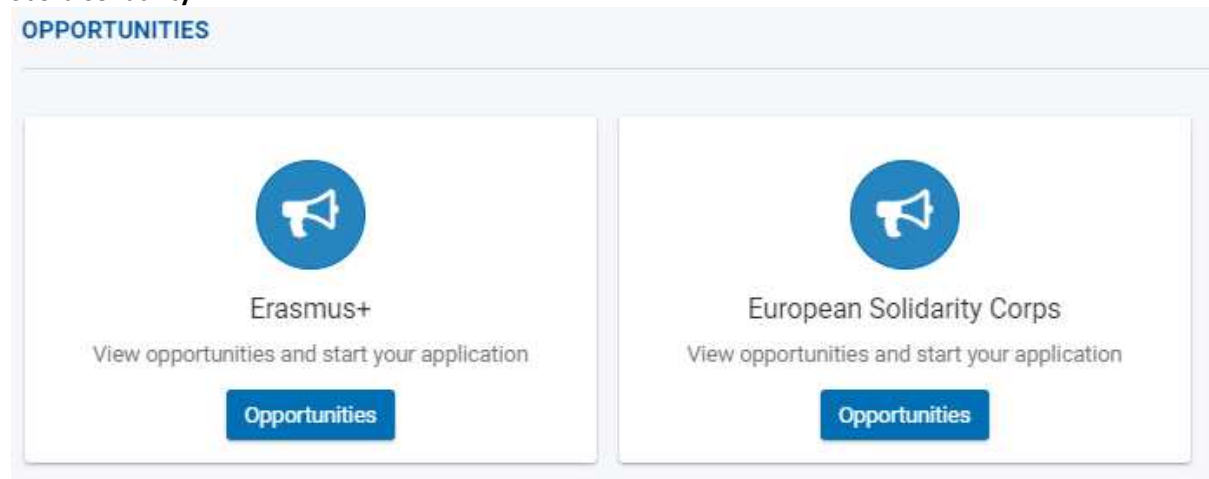 OPPORTUNITIES
Erasmus+
View opportunities and start your application
Opportunities
European Solidarity Corps
View opportunities and start your application
Opportunities